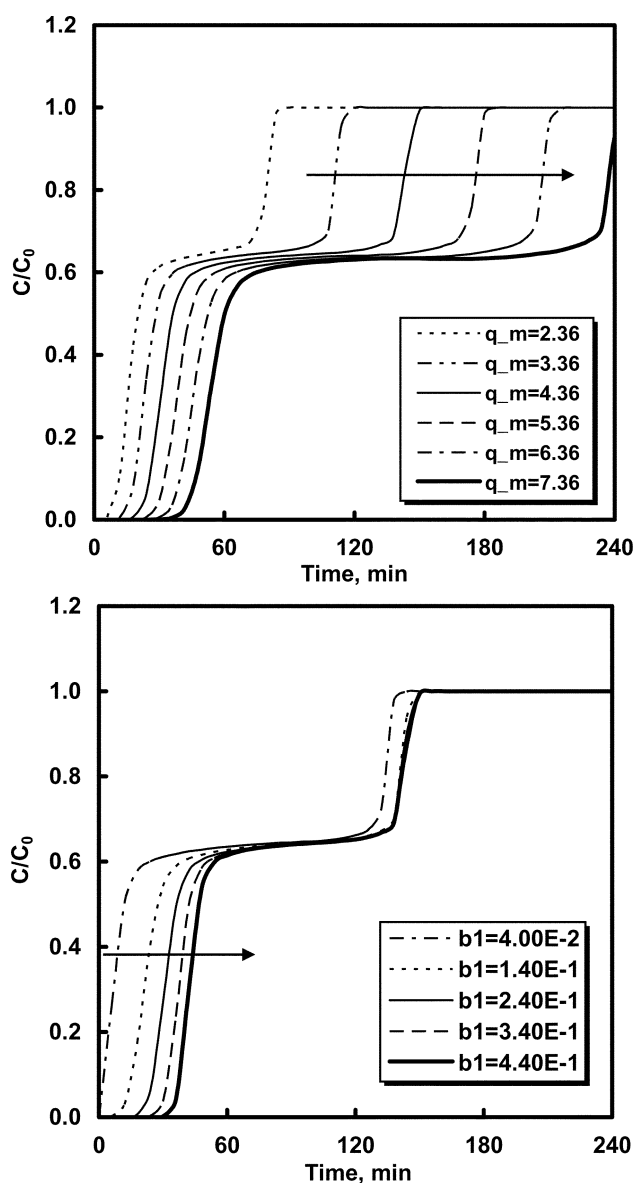 1.2
1.0
0.8
0.6
0.4
0.2
0.0
C/C0
q_m=2.36
q_m=3.36
q_m=4.36
q_m=5.36
q_m=6.36
q_m=7.36
0 60 120 180 240
Time, min
1.2
1.0
0.8
0.6
0.4
0.2
0.0
C/C0
b1=4.00E-2
b1=1.40E-1
b1=2.40E-1
b1=3.40E-1
b1=4.40E-1
0 60 120 180 240
Time, min